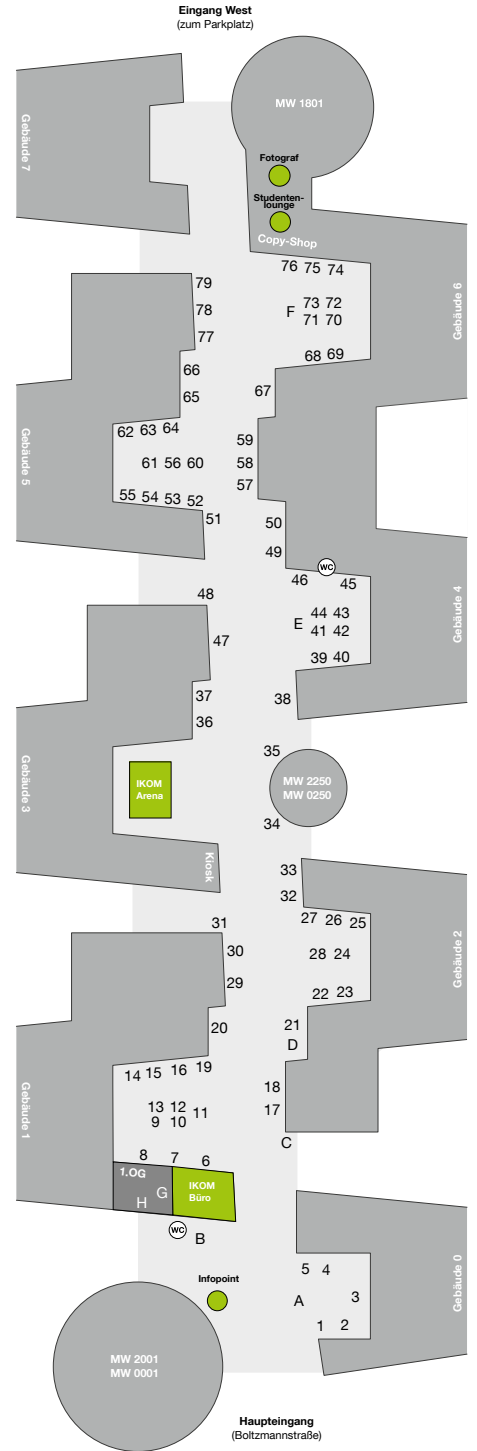 Eingang West
(zum Parkplatz)
MW 1801
Gebäude 7
Fotograf
Studenten-
lounge
Copy-Shop
76 75 74
79
F 73 72
71 70
78
Gebäude 6
77
68 69
66
67
65
62 63 64
59
61 56 60
58
Gebäude 5
57
55 54 53 52
51
50
49
WC
46 45
48
44 43
E 41 42
Gebäude 4
47
39 40
37
38
36
35
IKOM
Arena
MW 2250
MW 0250
Gebäude 3
34
Kiosk
33
32
31
27 26 25
30
28 24
Gebäude 2
29
22 23
20
21
D
19
14 15 16
18
17
13 12
11
9 10
Gebäude 1
C
8 7 6
1.OG
G
H
IKOM
Büro
WC
B
5 4
Infopoint
A
3
Gebäude 0
1 2
MW 2001
MW 0001
Haupteingang
(Boltzmannstraße)